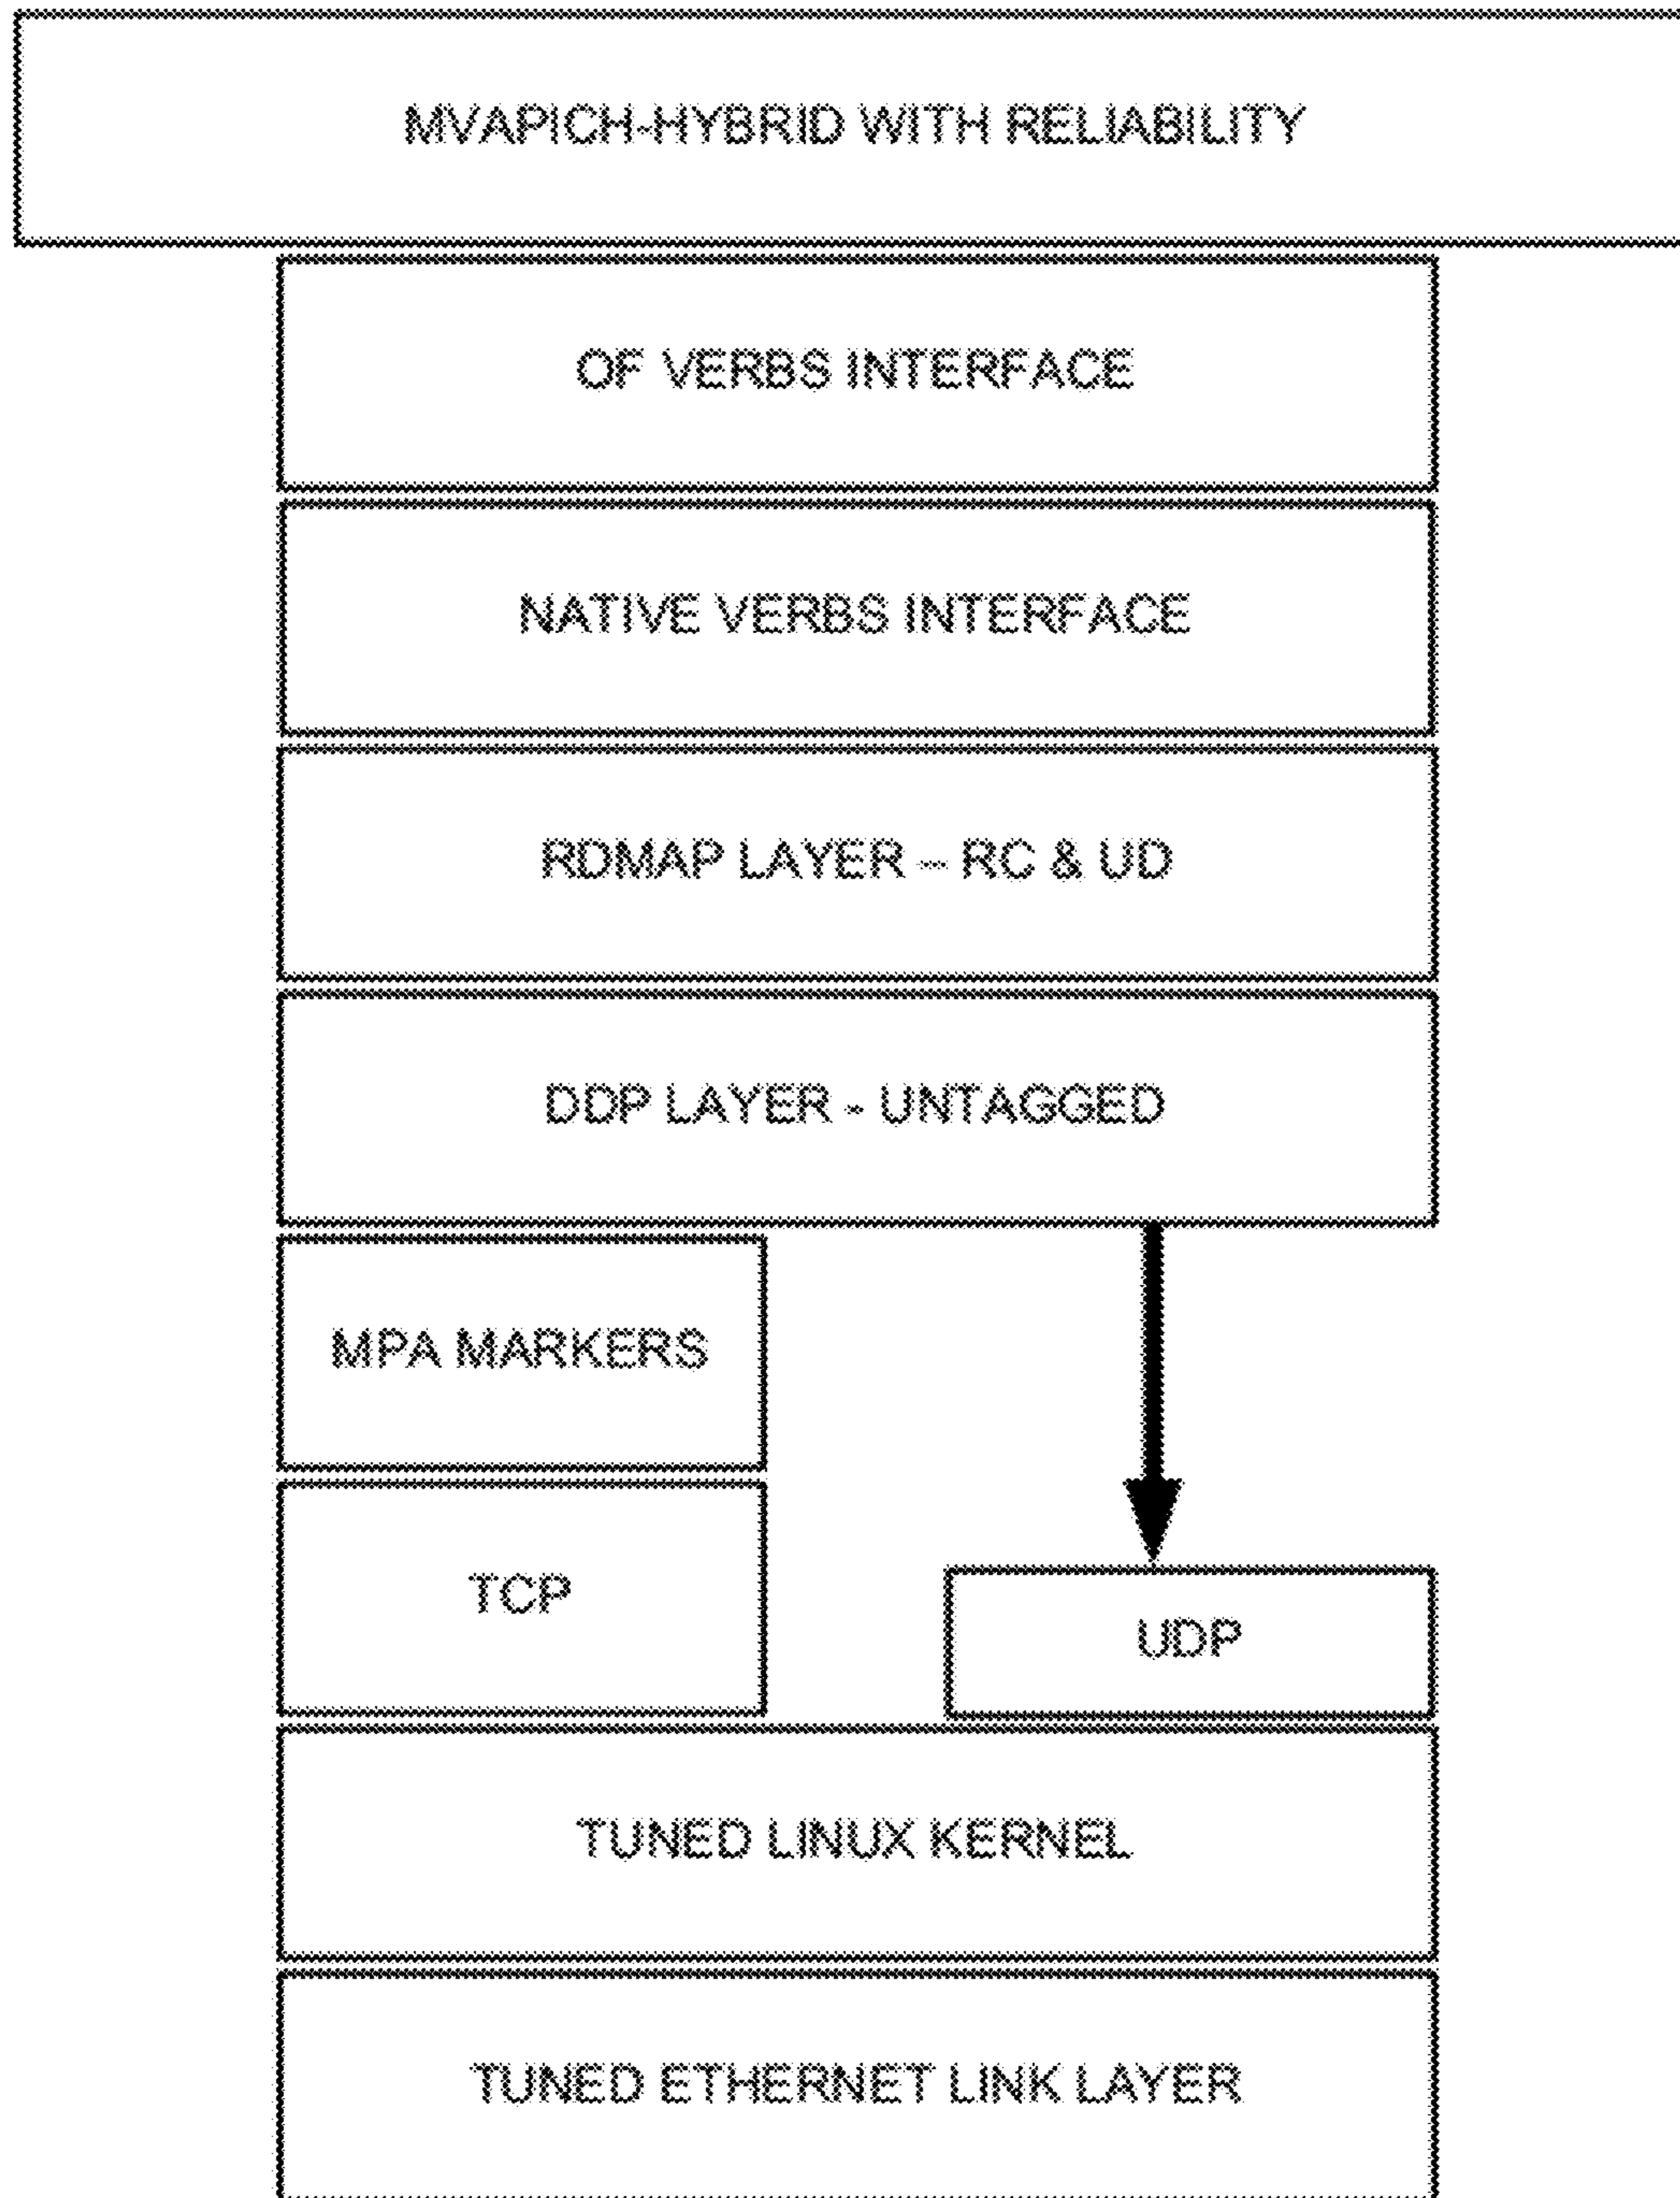 MVAPICH-HYBRID WITH RELIABILITY
OF VERBS INTERFACE
NATIVE VERBS INTERFACE
RDMAP LAYER -- RC & UD
DDP LAYER - UNTAGGED
MPA MARKERS
TCP
UDP
TUNED LINUX KERNEL
TUNED ETHERNET LINK LAYER